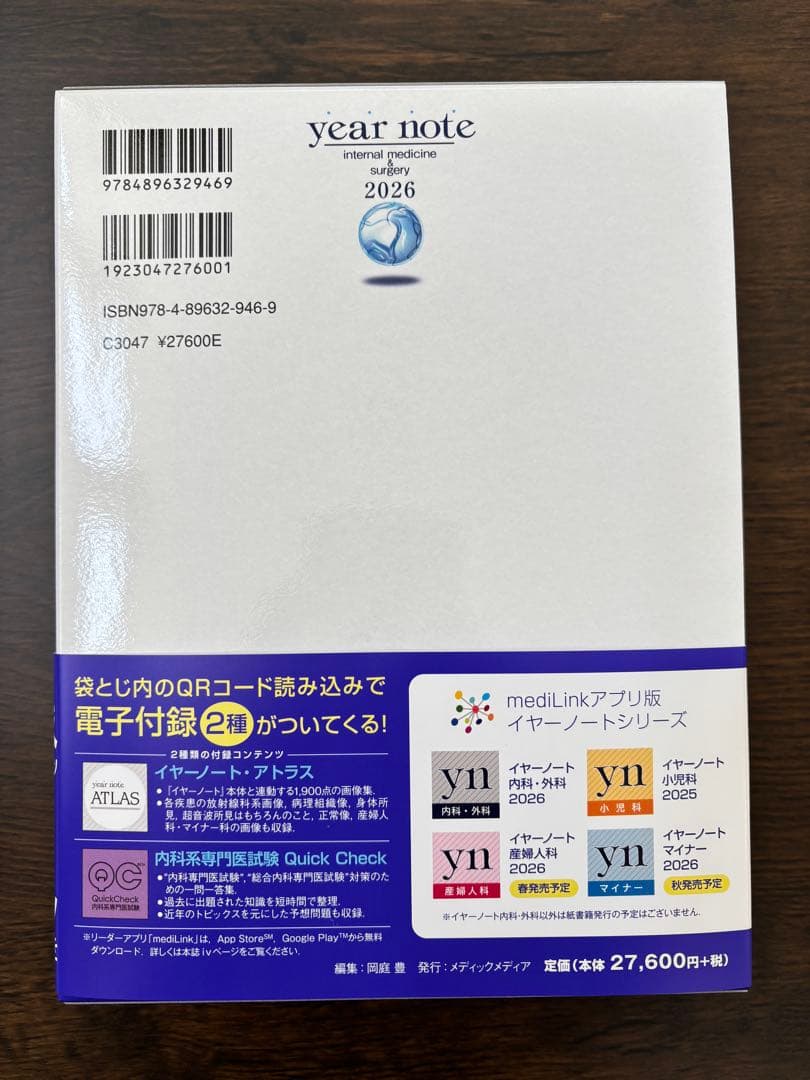 year note
internal medicine
&
surgery
2026
9784896329469
1923047276001
ISBN978-4-89632-946-9
C3047 ¥27600E
袋とじ内のQRコード読み込みで
電子付録2種がついてくる!
2種類の付録コンテンツ
year note
ATLAS
イヤーノート・アトラス
●「イヤーノート」本体と連動する1,900点の画像集.
●各疾患の放射線科系画像, 病理組織像, 身体所
見, 超音波所見はもちろんのこと, 正常像, 産婦人
科・マイナー科の画像も収録.
QC
QuickCheck
内科系専門医試験
内科系専門医試験 Quick Check
●"内科専門医試験", "総合内科専門医試験"対策のた
めの一問一答集.
●過去に出題された知識を短時間で整理.
●近年のトピックスを元にした予想問題も収録.
※リーダーアプリ「mediLink」は, App Store℠, Google Play™から無料
ダウンロード. 詳しくは本誌ivページをご覧ください.
mediLinkアプリ版
イヤーノートシリーズ
yn
内科・外科
イヤーノート
内科・外科
2026
yn
小児科
イヤーノート
小児科
2025
yn
産婦人科
イヤーノート
産婦人科
2026
春発売予定
yn
マイナー
イヤーノート
マイナー
2026
秋発売予定
※イヤーノート内科・外科以外は紙書籍発行の予定はございません.
編集:岡庭 豊 発行:メディックメディア 定価(本体 27,600円+税)